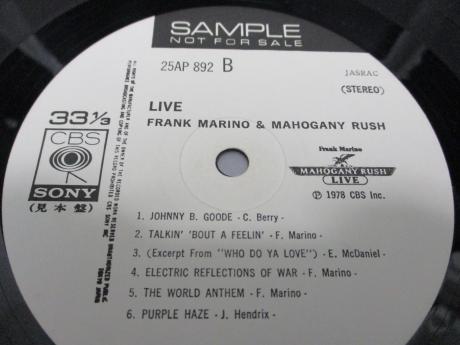 SAMPLE
NOT FOR SALE
25AP 892 B
JASRAC
(STEREO)
33 1/3
LIVE
FRANK MARINO & MAHOGANY RUSH
CBS
SONY
(見本盤)
Frank Marino
MAHOGANY RUSH
LIVE
Ⓟ 1978 CBS Inc.
1. JOHNNY B. GOODE - C. Berry -
2. TALKIN' 'BOUT A FEELIN' - F. Marino -
3. (Excerpt From "WHO DO YA LOVE") - E. McDaniel -
4. ELECTRIC REFLECTIONS OF WAR - F. Marino -
5. THE WORLD ANTHEM - F. Marino -
6. PURPLE HAZE - J. Hendrix -